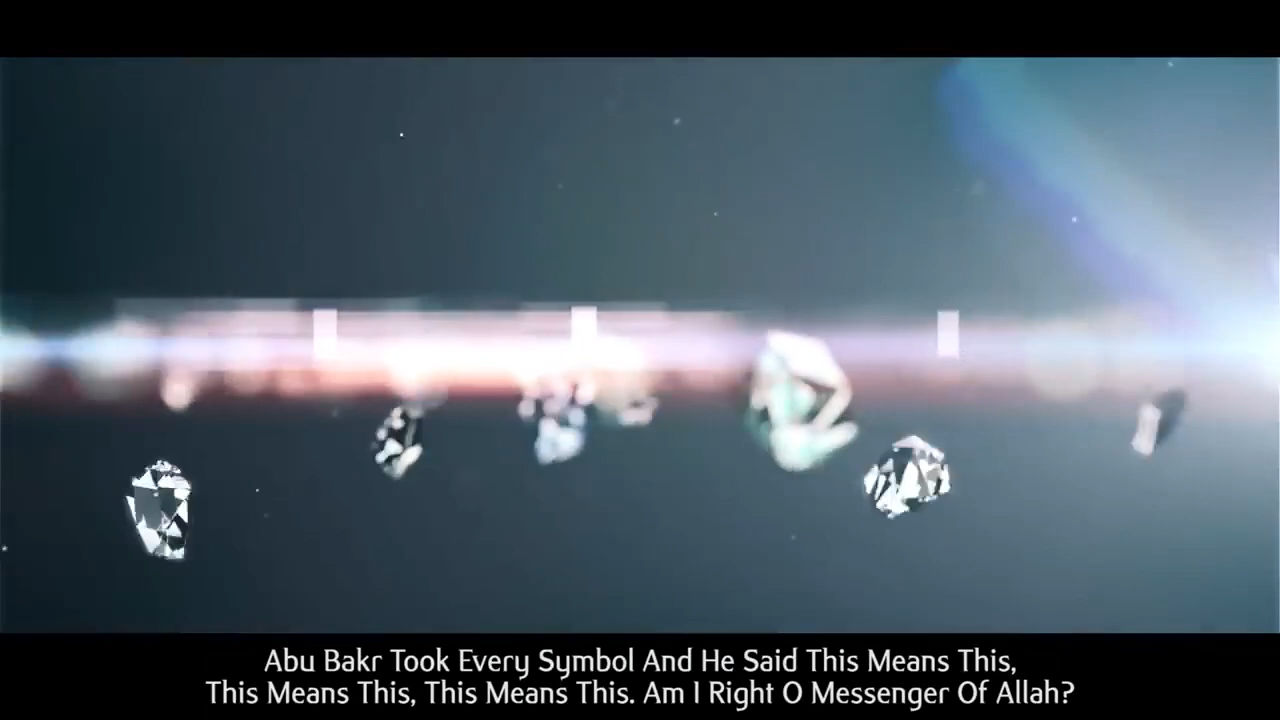 Abu Bakr Took Every Symbol And He Said This Means This,
This Means This, This Means This. Am I Right O Messenger Of Allah?